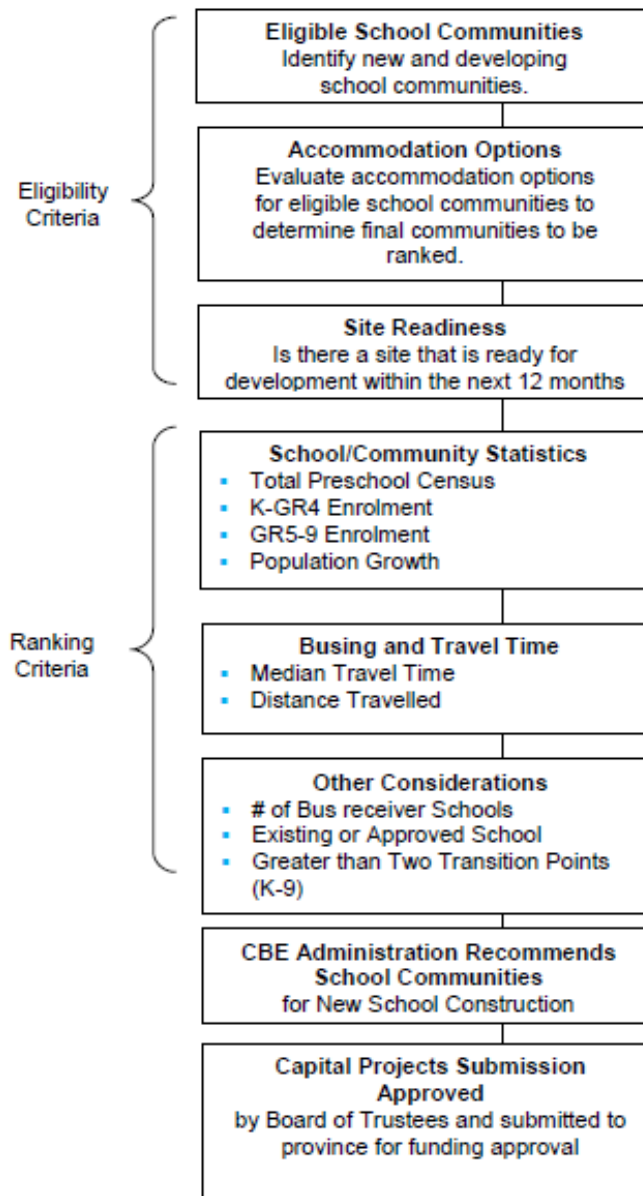 Eligible School Communities
Identify new and developing
school communities.
Accommodation Options
Evaluate accommodation options
for eligible school communities to
determine final communities to be
ranked.
Eligibility
Criteria
Site Readiness
Is there a site that is ready for
development within the next 12 months
School/Community Statistics
▪ Total Preschool Census
▪ K-GR4 Enrolment
▪ GR5-9 Enrolment
▪ Population Growth
Ranking
Criteria
Busing and Travel Time
▪ Median Travel Time
▪ Distance Travelled
Other Considerations
▪ # of Bus receiver Schools
▪ Existing or Approved School
▪ Greater than Two Transition Points
(K-9)
CBE Administration Recommends
School Communities
for New School Construction
Capital Projects Submission
Approved
by Board of Trustees and submitted to
province for funding approval